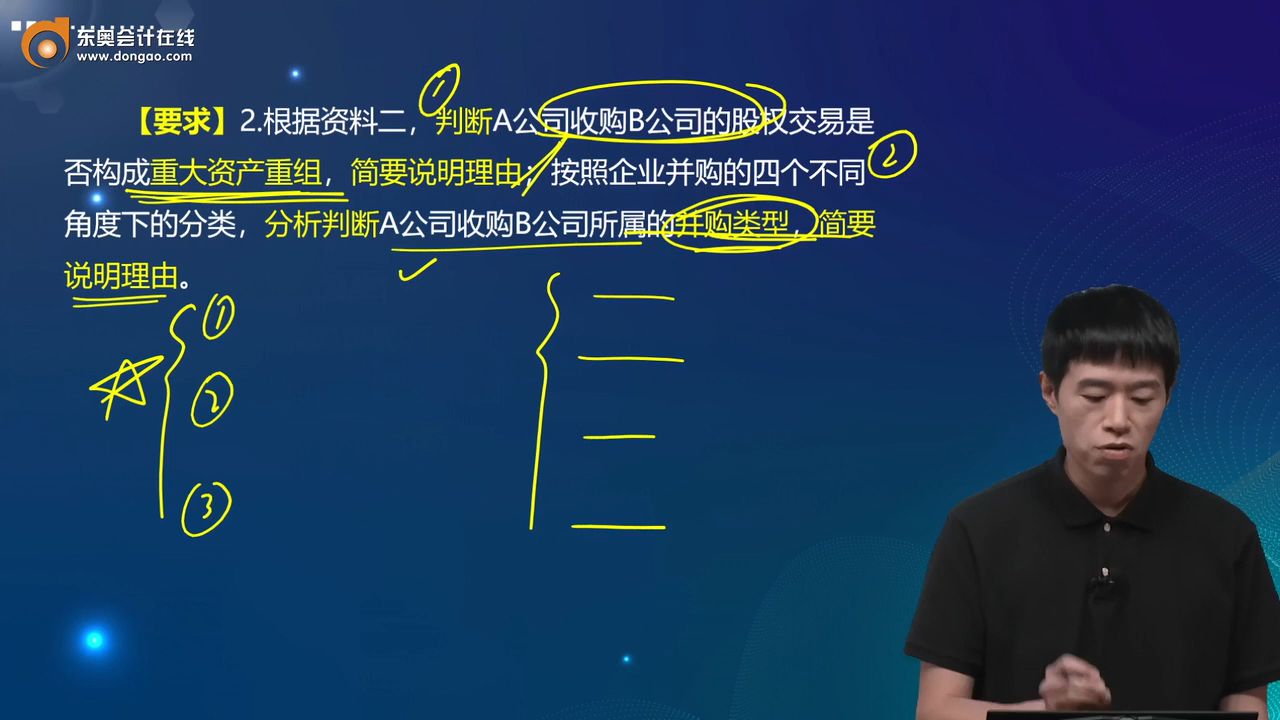 东奥会计在线
www.dongao.com
①
【要求】2.根据资料二，判断A公司收购B公司的股权交易是
②
否构成重大资产重组，简要说明理由；按照企业并购的四个不同
角度下的分类，分析判断A公司收购B公司所属的并购类型，简要
说明理由。
①
②
③